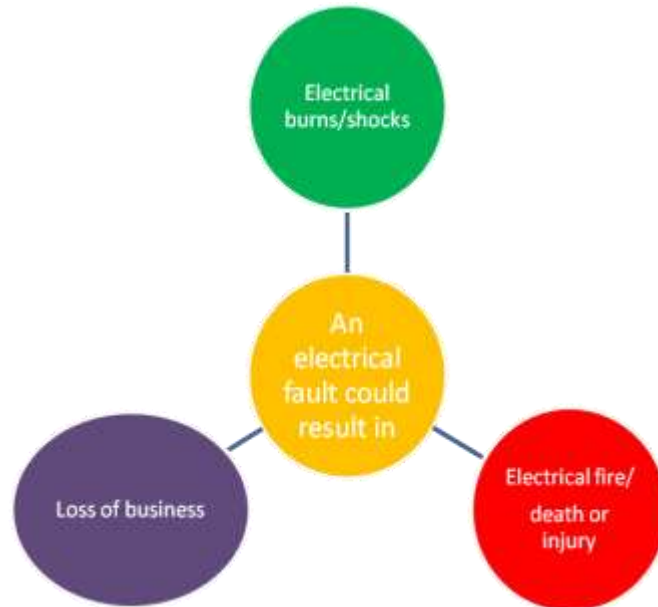 Electrical
burns/shocks
An
electrical
fault could
result in
Loss of business
Electrical fire/
death or
injury